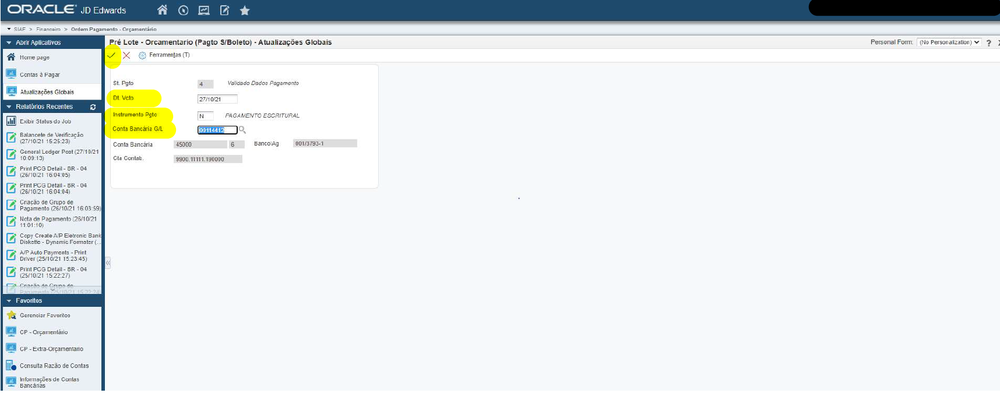 ORACLE JD Edwards
SIAF > Financeiro > Ordem Pagamento - Orçamentário
Abrir Aplicativos
Home page
Contas à Pagar
Atualizações Globais
Relatórios Recentes
Exibir Status do Job
Balancete de Verificação
(27/10/21 15:25:23)
General Ledger Post (27/10/21
10:09:13)
Print PCG Detail - BR - 04
(26/10/21 16:04:05)
Print PCG Detail - BR - 04
(26/10/21 16:04:04)
Criação de Grupo de
Pagamento (26/10/21 16:03:59)
Nota de Pagamento (26/10/21
11:01:10)
Copy Create A/P Eletronic Bank
Diskette - Dynamic Formater (...
A/P Auto Payments - Print
Driver (25/10/21 15:23:45)
Print PCG Detail - BR - 04
(25/10/21 15:22:27)
Criação de Grupo de
Pagamento (25/10/21 15:22:24)
Favoritos
Gerenciar Favoritos
CP - Orçamentário
CP - Extra-Orçamentario
Consulta Razão de Contas
Informações de Contas
Bancárias
Pré Lote - Orcamentario (Pagto S/Boleto) - Atualizações Globais
Personal Form: (No Personalization) ?
Ferramentas (T)
St. Pgto 4 Validado Dados Pagamento
Dt. Vcto 27/10/21
Instrumento Pgto N PAGAMENTO ESCRITURAL
Conta Bancária G/L 00114412
Conta Bancária 45000 6 Banco\Ag 001/3793-1
Cta Contab. 9900.11111.190000